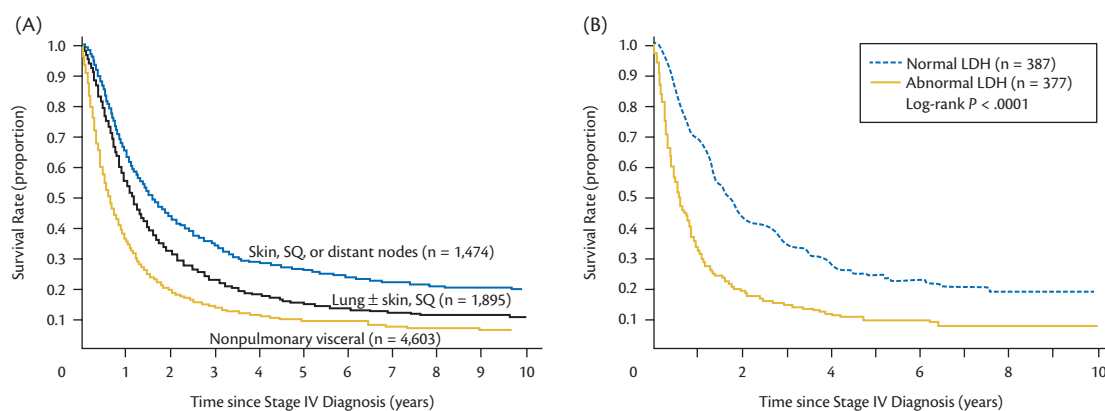 (A)
1.0
0.9
0.8
0.7
0.6
0.5
0.4
0.3
0.2
0.1
0
Survival Rate (proportion)
Skin, SQ, or distant nodes (n = 1,474)
Lung ± skin, SQ (n = 1,895)
Nonpulmonary visceral (n = 4,603)
1 2 3 4 5 6 7 8 9 10
Time since Stage IV Diagnosis (years)
(B)
1.0
0.9
0.8
0.7
0.6
0.5
0.4
0.3
0.2
0.1
0
Survival Rate (proportion)
Normal LDH (n = 387)
Abnormal LDH (n = 377)
Log-rank P < .0001
2 4 6 8 10
Time since Stage IV Diagnosis (years)